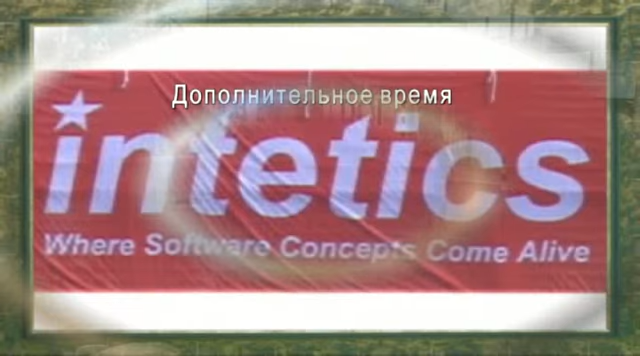 Дополнительное время
intetics
Where Software Concepts Come Alive